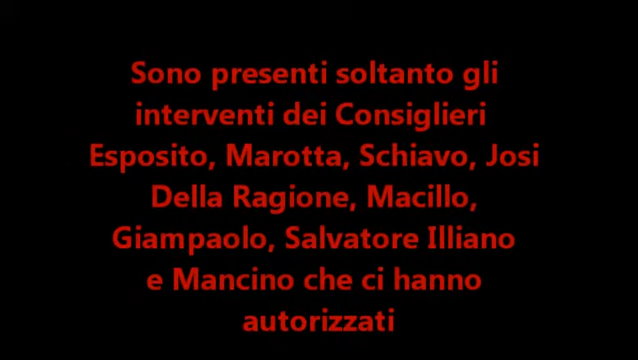 Sono presenti soltanto gli
interventi dei Consiglieri
Esposito, Marotta, Schiavo, Josi
Della Ragione, Macillo,
Giampaolo, Salvatore Illiano
e Mancino che ci hanno
autorizzati